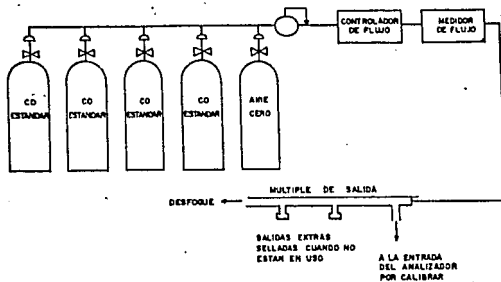 CONTROLADOR
DE FLUJO
MEDIDOR
DE FLUJO
CO
ESTANDAR
CO
ESTANDAR
CO
ESTANDAR
CO
ESTANDAR
AIRE
CERO
MULTIPLE DE SALIDA
DESFOGUE
SALIDAS EXTRAS
SELLADAS CUANDO NO
ESTAN EN USO
A LA ENTRADA
DEL ANALIZADOR
POR CALIBRAR